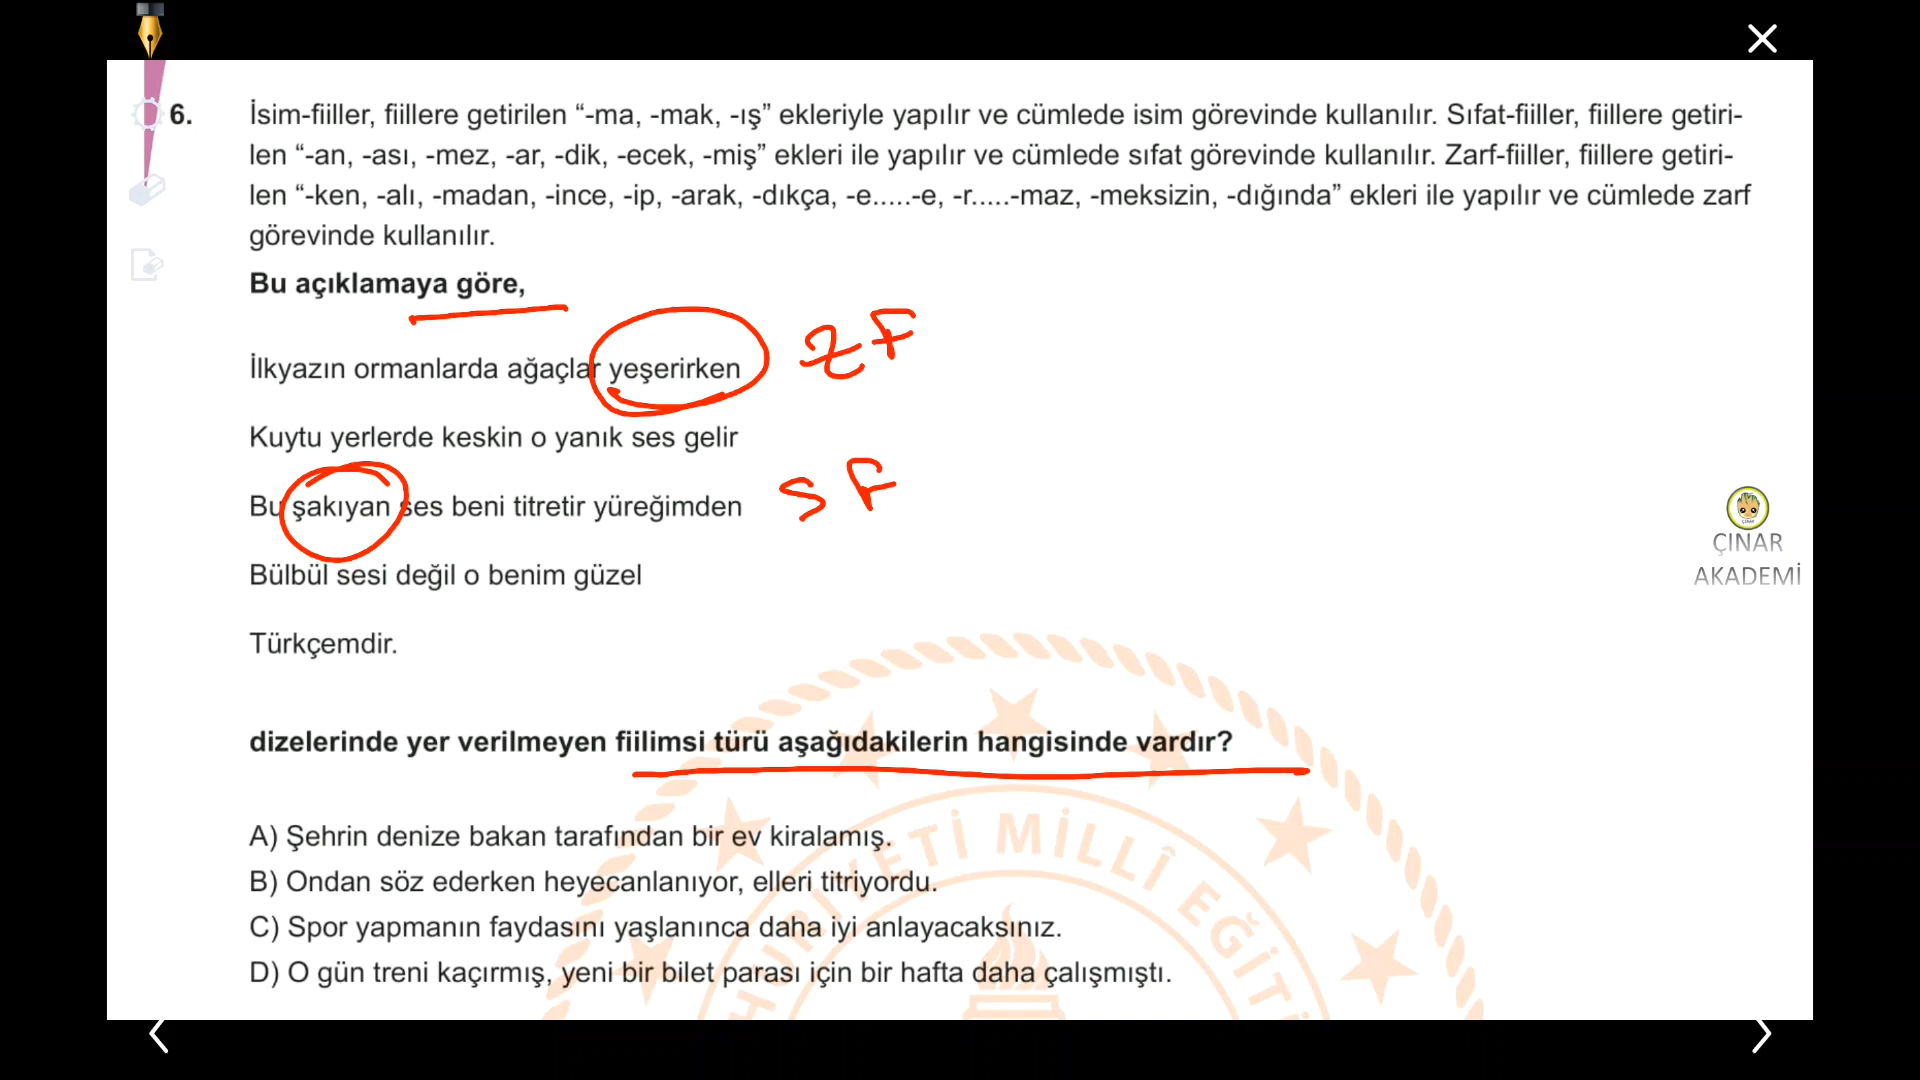 6. İsim-fiiller, fiillere getirilen “-ma, -mak, -ış” ekleriyle yapılır ve cümlede isim görevinde kullanılır. Sıfat-fiiller, fiillere getiri-
len “-an, -ası, -mez, -ar, -dik, -ecek, -miş” ekleri ile yapılır ve cümlede sıfat görevinde kullanılır. Zarf-fiiller, fiillere getiri-
len “-ken, -alı, -madan, -ince, -ip, -arak, -dıkça, -e.....-e, -r.....-maz, -meksizin, -dığında” ekleri ile yapılır ve cümlede zarf
görevinde kullanılır.
Bu açıklamaya göre,
İlkyazın ormanlarda ağaçlar yeşerirken ZF
Kuytu yerlerde keskin o yanık ses gelir
Bu şakıyan ses beni titretir yüreğimden SF
Bülbül sesi değil o benim güzel
Türkçemdir.
ÇINAR
AKADEMİ
dizelerinde yer verilmeyen fiilimsi türü aşağıdakilerin hangisinde vardır?
A) Şehrin denize bakan tarafından bir ev kiralamış.
B) Ondan söz ederken heyecanlanıyor, elleri titriyordu.
C) Spor yapmanın faydasını yaşlanınca daha iyi anlayacaksınız.
D) O gün treni kaçırmış, yeni bir bilet parası için bir hafta daha çalışmıştı.
HURİYETİ MİLLÎ EĞİTİ